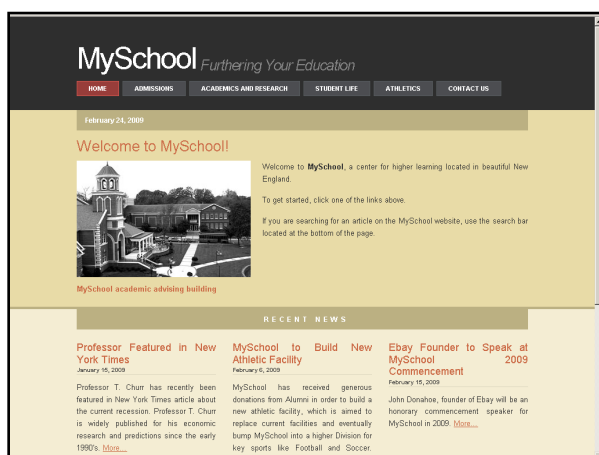 MySchool Furthering Your Education
HOME ADMISSIONS ACADEMICS AND RESEARCH STUDENT LIFE ATHLETICS CONTACT US
February 24, 2009
Welcome to MySchool!
Welcome to MySchool, a center for higher learning located in beautiful New
England.
To get started, click one of the links above.
If you are searching for an article on the MySchool website, use the search bar
located at the bottom of the page.
MySchool academic advising building
RECENT NEWS
Professor Featured in New
York Times
January 15, 2009
Professor T. Churr has recently been
featured in New York Times article about
the current recession. Professor T. Churr
is widely published for his economic
research and predictions since the early
1990's. More...
MySchool to Build New
Athletic Facility
February 6, 2009
MySchool has received generous
donations from Alumni in order to build a
new athletic facility, which is aimed to
replace current facilities and eventually
bump MySchool into a higher Division for
key sports like Football and Soccer.
Ebay Founder to Speak at
MySchool 2009
Commencement
February 15, 2009
John Donahoe, founder of Ebay will be an
honorary commencement speaker for
MySchool in 2009. More...